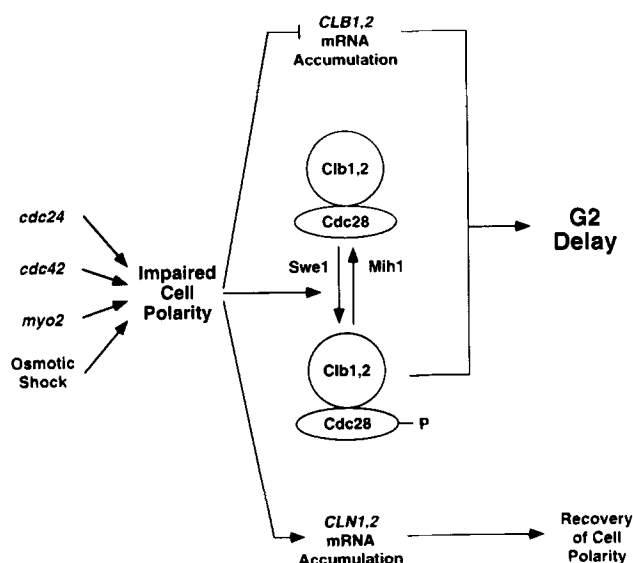 CLB1,2
mRNA
Accumulation
Clb1,2
Cdc28
cdc24
cdc42
myo2
Osmotic
Shock
Impaired
Cell
Polarity
Swe1
Mih1
G2
Delay
Clb1,2
Cdc28
P
CLN1,2
mRNA
Accumulation
Recovery
of Cell
Polarity